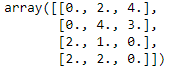 array([[0., 2., 4.],
       [0., 4., 3.],
       [2., 1., 0.],
       [2., 2., 0.]])